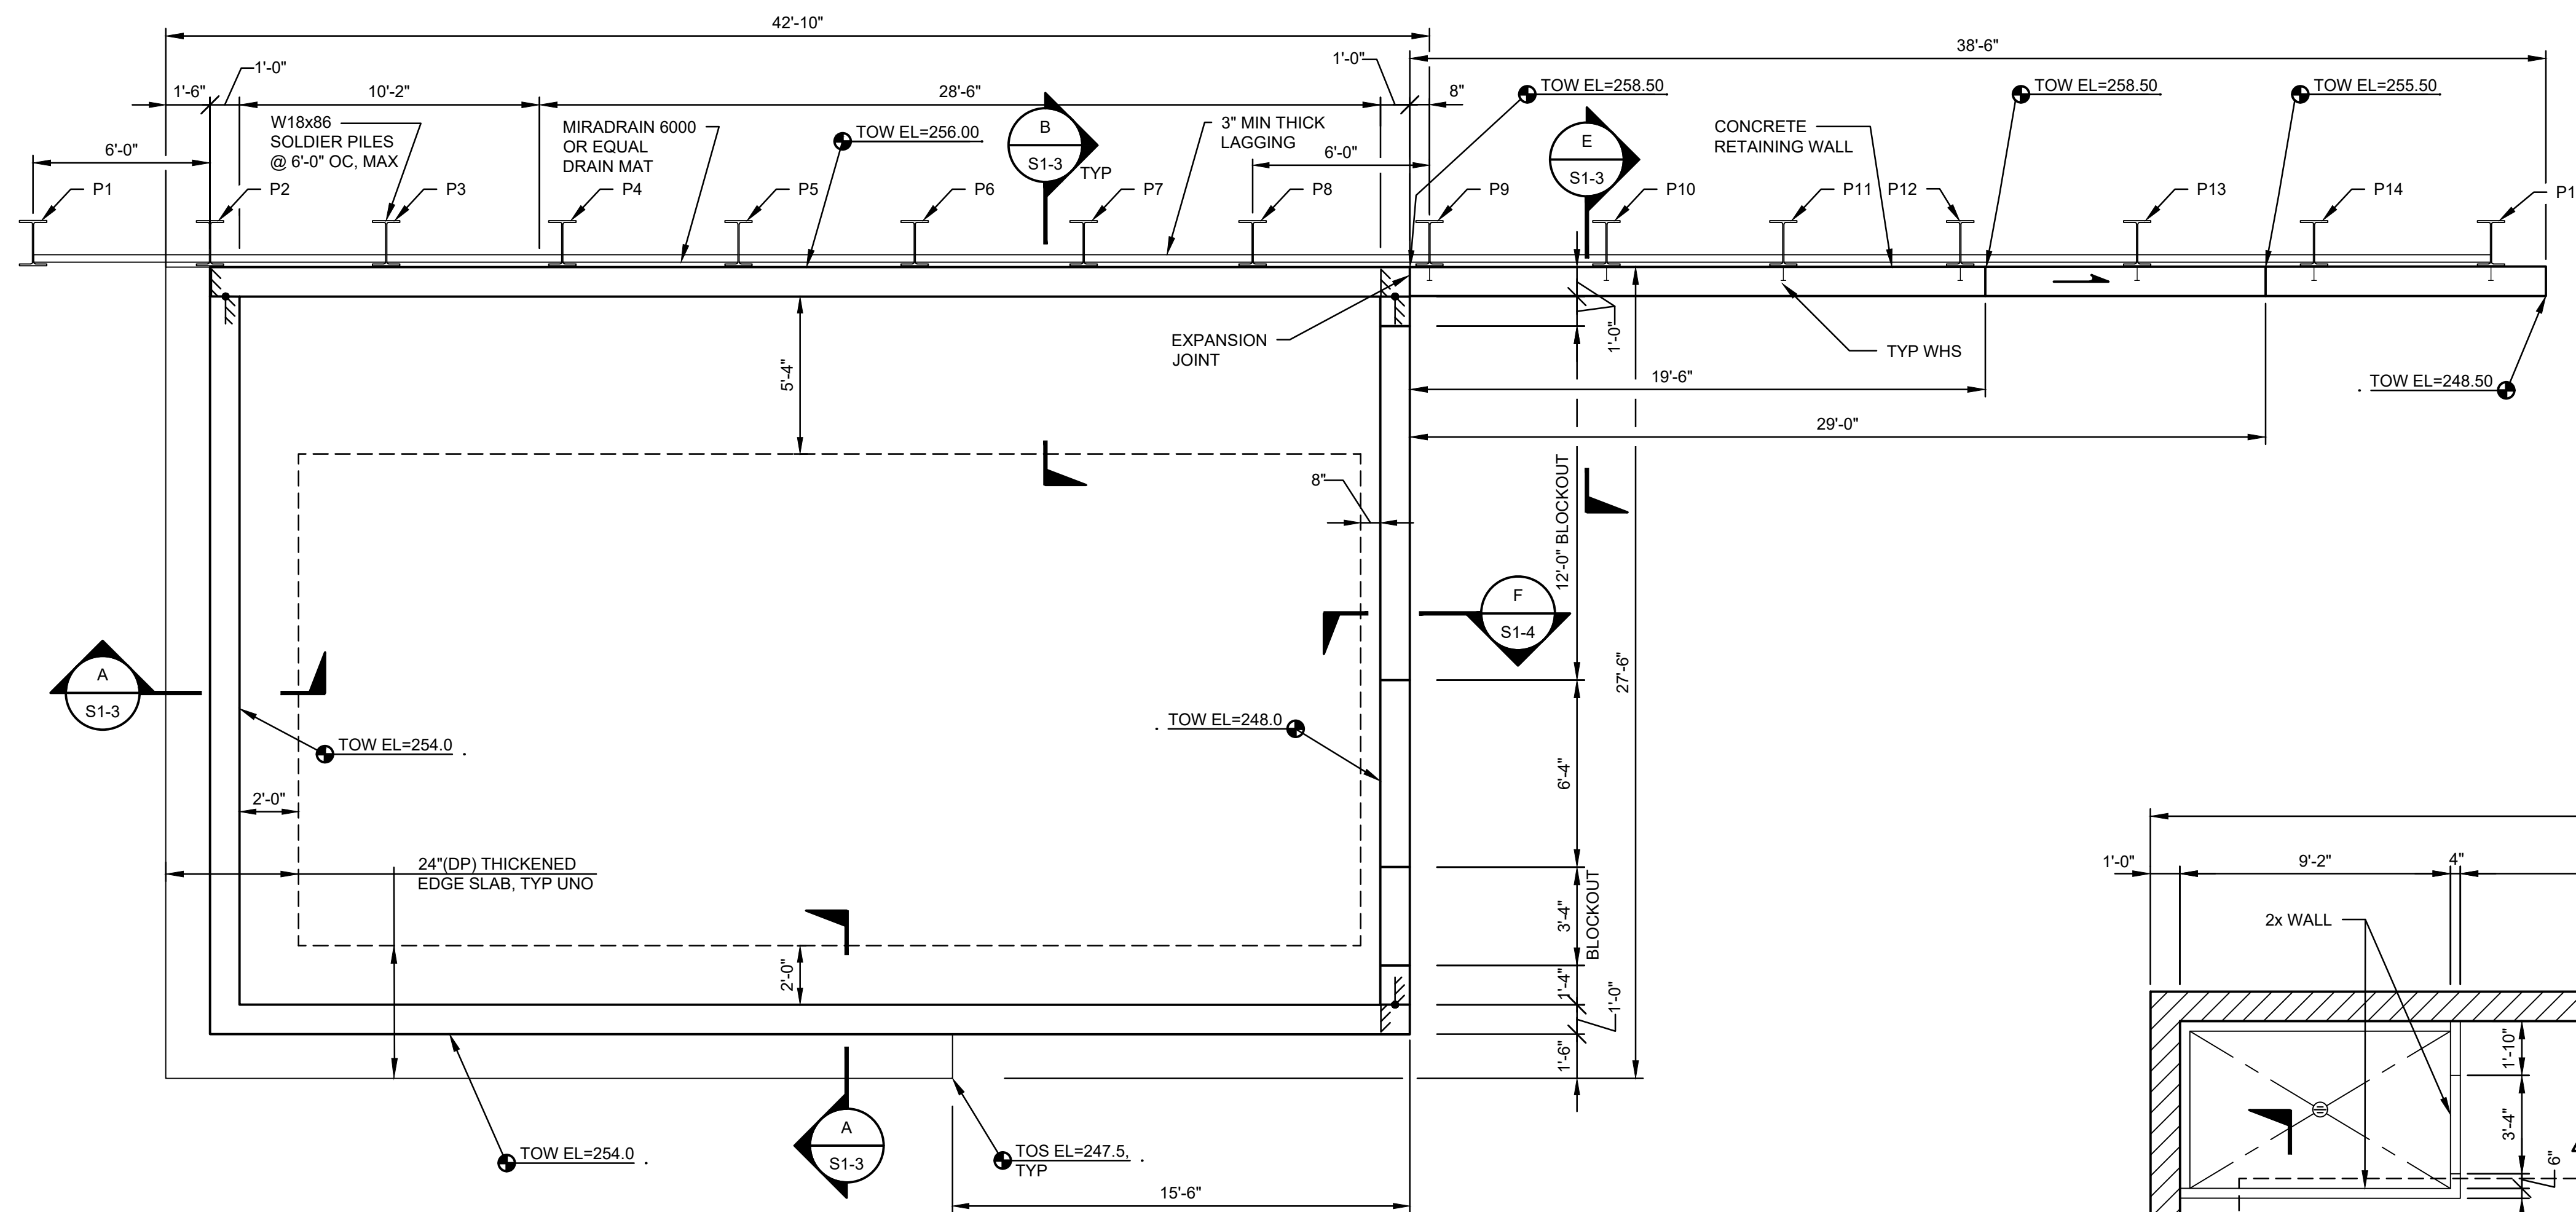 42'-10"
38'-6"
1'-6"
1'-0"
10'-2"
28'-6"
1'-0"
8"
TOW EL=258.50
TOW EL=258.50
TOW EL=255.50
W18x86
SOLDIER PILES
@ 6'-0" OC, MAX
MIRADRAIN 6000
OR EQUAL
DRAIN MAT
TOW EL=256.00
B
S1-3
TYP
3" MIN THICK
LAGGING
E
S1-3
CONCRETE
RETAINING WALL
6'-0"
6'-0"
P1
P2
P3
P4
P5
P6
P7
P8
P9
P10
P11
P12
P13
P14
EXPANSION
JOINT
1'-0"
TYP WHS
5'-4"
19'-6"
TOW EL=248.50
29'-0"
8"
12'-0" BLOCKOUT
F
S1-4
27'-6"
A
S1-3
TOW EL=248.0
TOW EL=254.0
6'-4"
2'-0"
24"(DP) THICKENED
EDGE SLAB, TYP UNO
3'-4"
BLOCKOUT
2'-0"
1'-4"
1'-0"
1'-6"
A
S1-3
TOW EL=254.0
TOS EL=247.5,
TYP
15'-6"
1'-0"
9'-2"
4"
2x WALL
1'-10"
3'-4"
6"